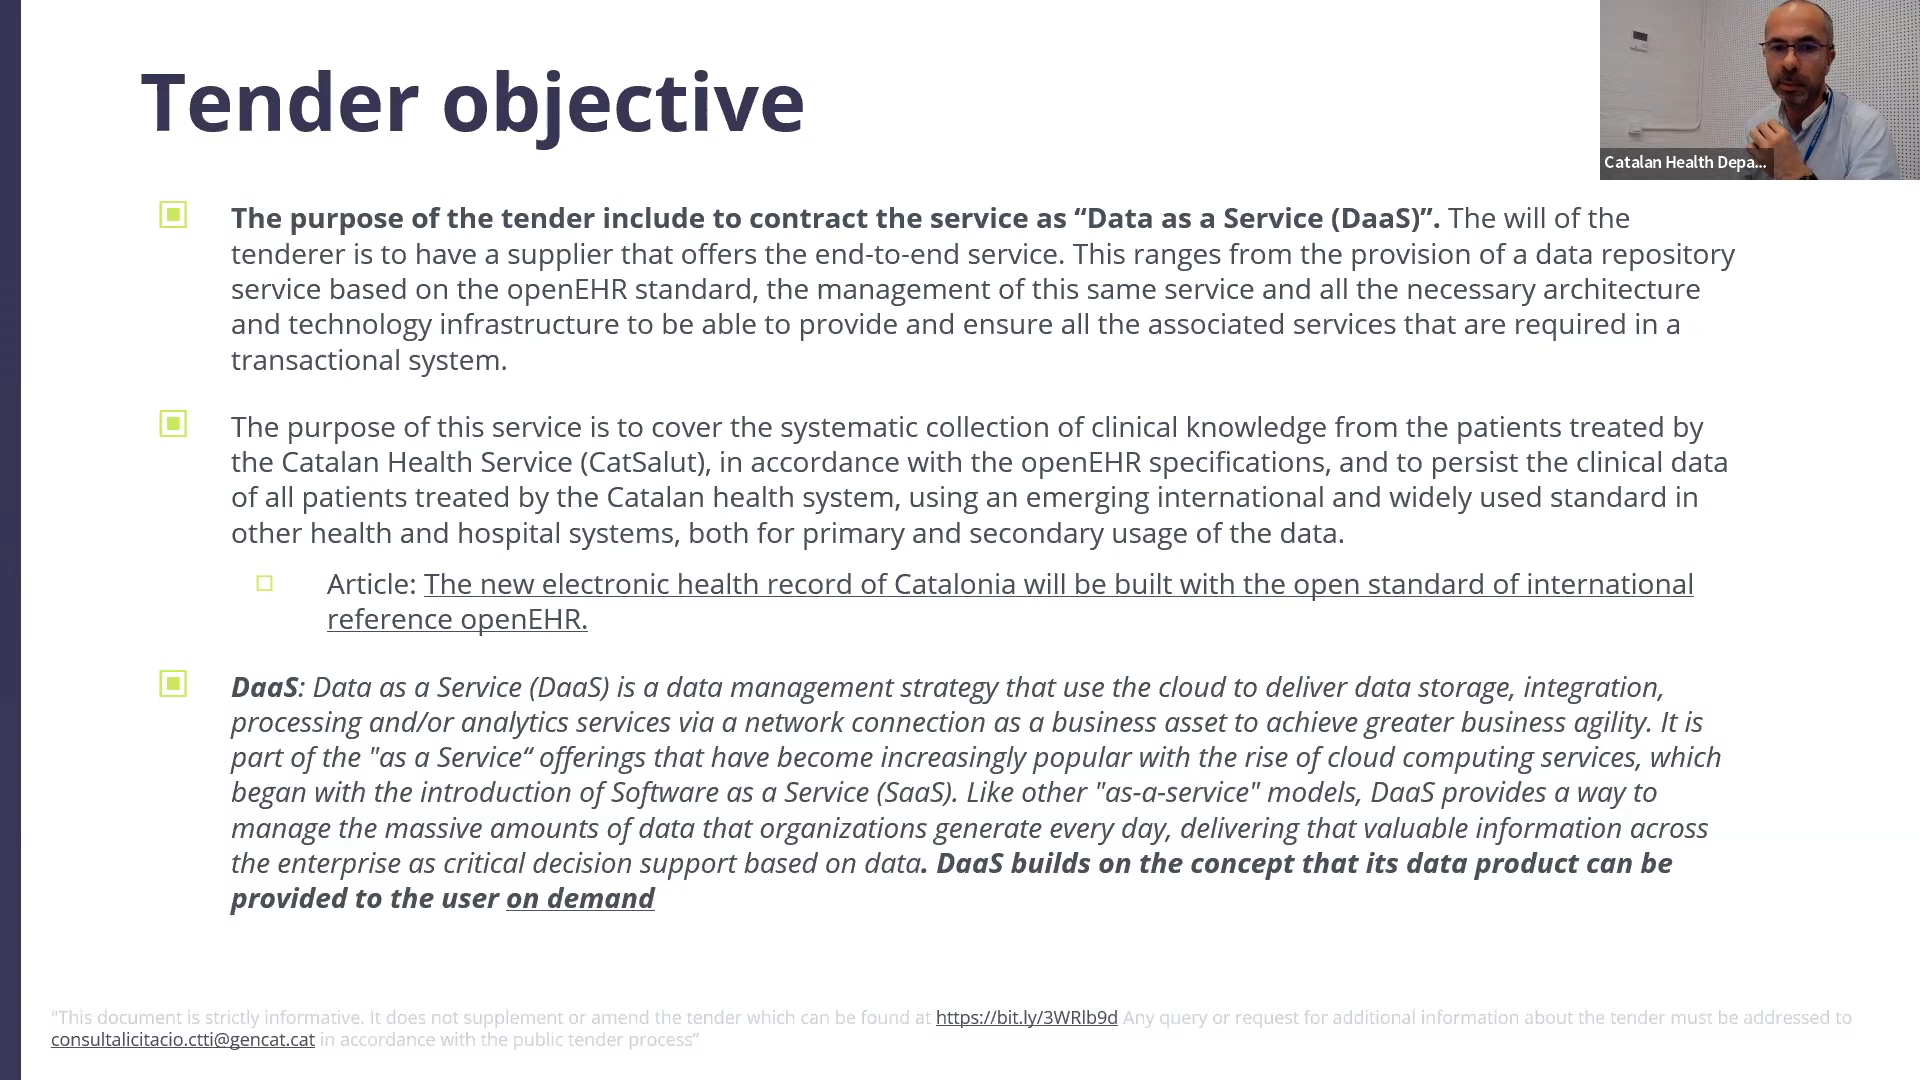 Tender objective
Catalan Health Depa...
The purpose of the tender include to contract the service as “Data as a Service (DaaS)”. The will of the
tenderer is to have a supplier that offers the end-to-end service. This ranges from the provision of a data repository
service based on the openEHR standard, the management of this same service and all the necessary architecture
and technology infrastructure to be able to provide and ensure all the associated services that are required in a
transactional system.
The purpose of this service is to cover the systematic collection of clinical knowledge from the patients treated by
the Catalan Health Service (CatSalut), in accordance with the openEHR specifications, and to persist the clinical data
of all patients treated by the Catalan health system, using an emerging international and widely used standard in
other health and hospital systems, both for primary and secondary usage of the data.
Article: The new electronic health record of Catalonia will be built with the open standard of international
reference openEHR.
DaaS: Data as a Service (DaaS) is a data management strategy that use the cloud to deliver data storage, integration,
processing and/or analytics services via a network connection as a business asset to achieve greater business agility. It is
part of the "as a Service“ offerings that have become increasingly popular with the rise of cloud computing services, which
began with the introduction of Software as a Service (SaaS). Like other "as-a-service" models, DaaS provides a way to
manage the massive amounts of data that organizations generate every day, delivering that valuable information across
the enterprise as critical decision support based on data. DaaS builds on the concept that its data product can be
provided to the user on demand
"This document is strictly informative. It does not supplement or amend the tender which can be found at https://bit.ly/3WRlb9d Any query or request for additional information about the tender must be addressed to
consultalicitacio.ctti@gencat.cat in accordance with the public tender process”